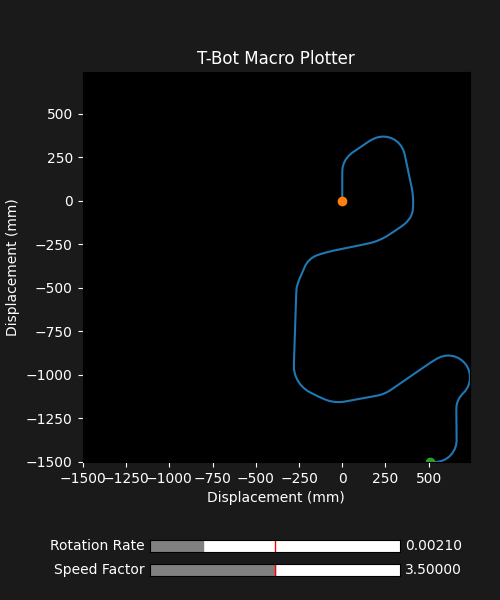 T-Bot Macro Plotter
500
250
0
−250
−500
−750
−1000
−1250
−1500
Displacement (mm)
−1500 −1250 −1000 −750 −500 −250 0 250 500
Displacement (mm)
Rotation Rate 0.00210
Speed Factor 3.50000